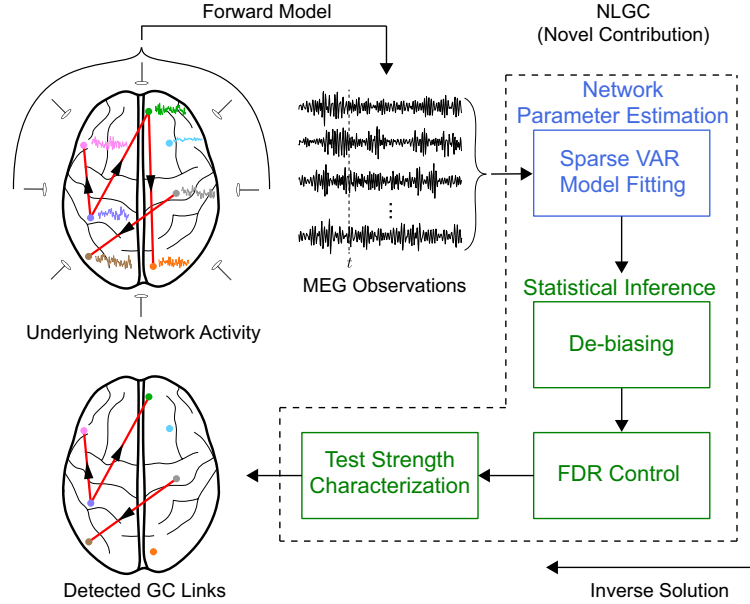 Forward Model
NLGC
(Novel Contribution)
Network
Parameter Estimation
Sparse VAR
Model Fitting
t
MEG Observations
Underlying Network Activity
Statistical Inference
De-biasing
FDR Control
Test Strength
Characterization
Detected GC Links
Inverse Solution